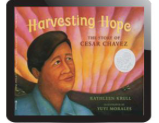 Harvesting Hope
THE STORY OF
CESAR CHAVEZ
KATHLEEN KRULL
YUYI MORALES